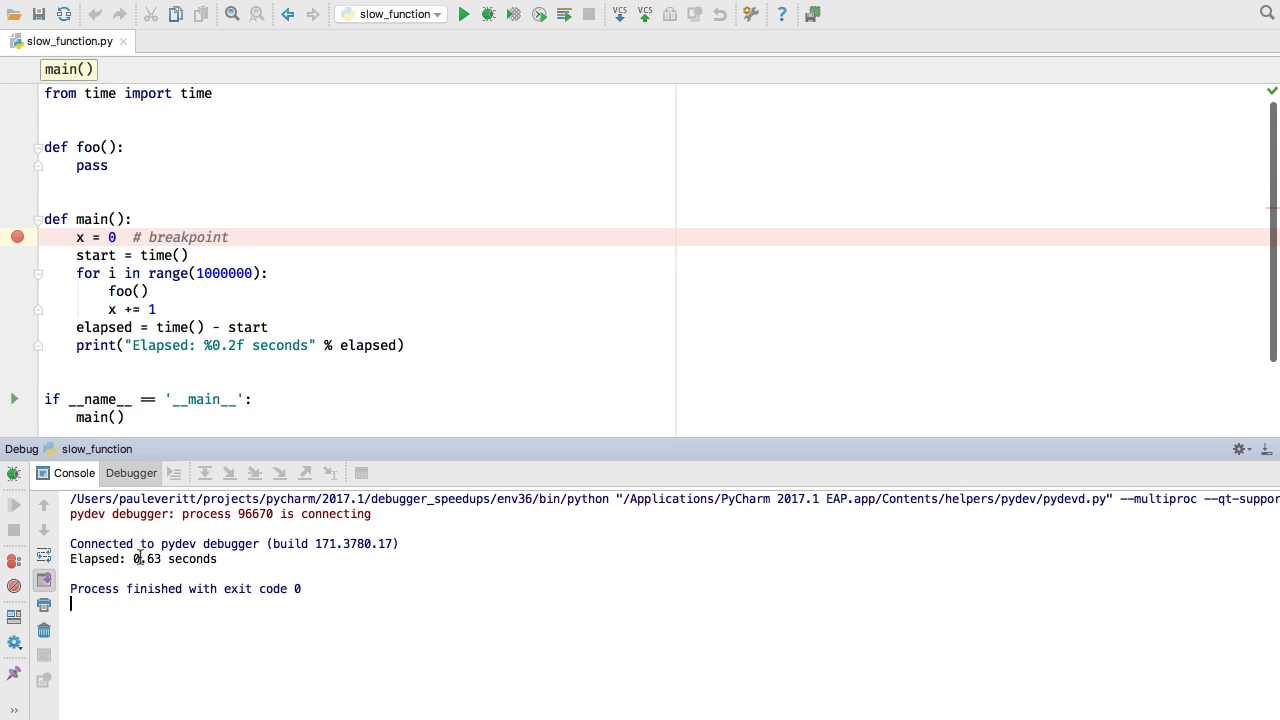 slow_function
VCS VCS
slow_function.py
main()
from time import time
def foo():
pass
def main():
x = 0  # breakpoint
start = time()
for i in range(1000000):
foo()
x += 1
elapsed = time() - start
print("Elapsed: %0.2f seconds" % elapsed)
if __name__ == '__main__':
main()
Debug slow_function
Console Debugger
/Users/pauleveritt/projects/pycharm/2017.1/debugger_speedups/env36/bin/python "/Applications/PyCharm 2017.1 EAP.app/Contents/helpers/pydev/pydevd.py" --multiproc --qt-suppor
pydev debugger: process 96670 is connecting
Connected to pydev debugger (build 171.3780.17)
Elapsed: 0.63 seconds
Process finished with exit code 0